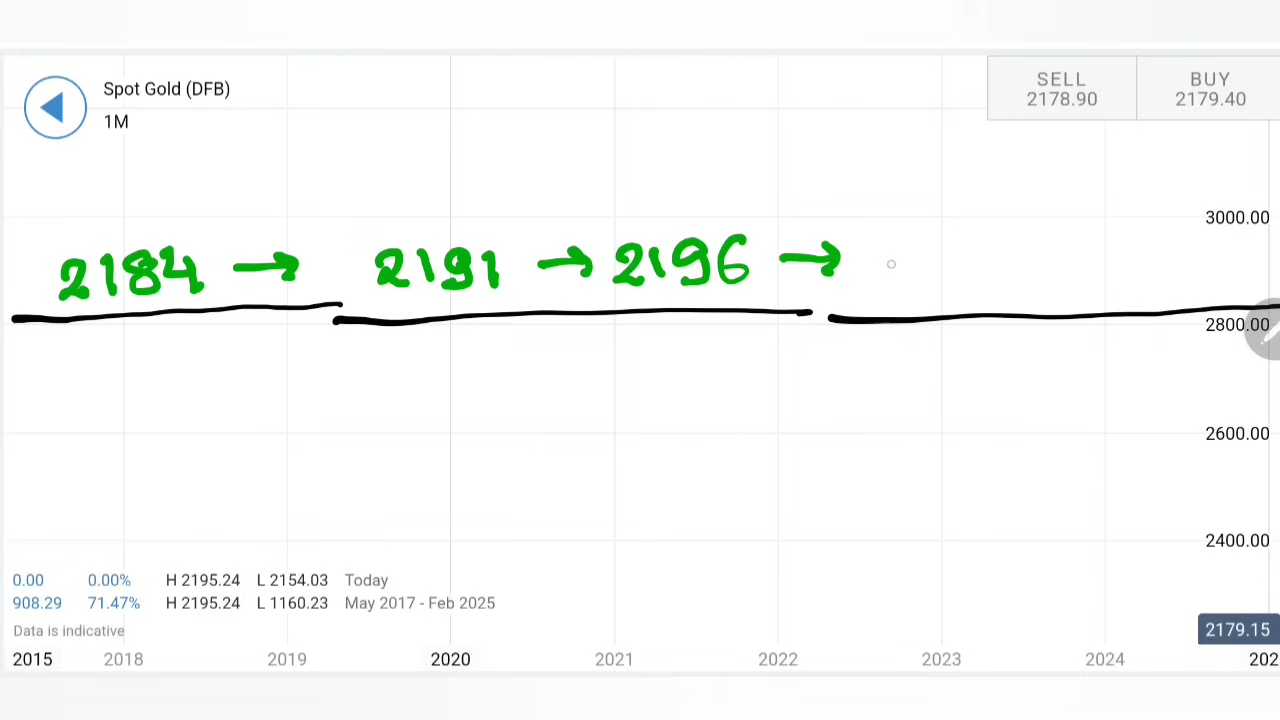 Spot Gold (DFB)
1M
SELL
2178.90
BUY
2179.40
3000.00
2184 → 2191 → 2196 →
2800.00
2600.00
2400.00
0.00 0.00% H 2195.24 L 2154.03 Today
908.29 71.47% H 2195.24 L 1160.23 May 2017 - Feb 2025
Data is indicative
2179.15
2015 2018 2019 2020 2021 2022 2023 2024 202